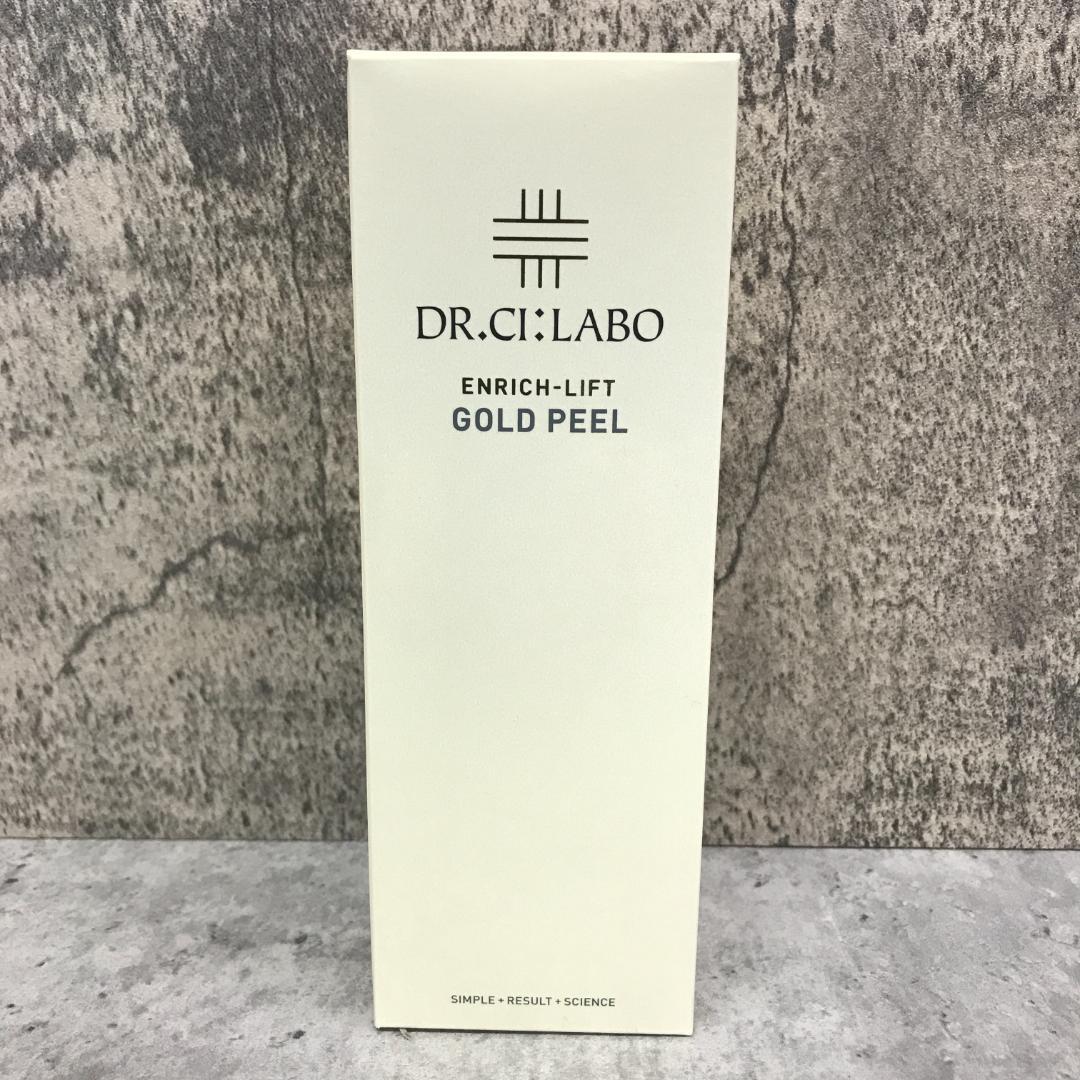 DR.CI:LABO
ENRICH-LIFT
GOLD PEEL
SIMPLE + RESULT + SCIENCE